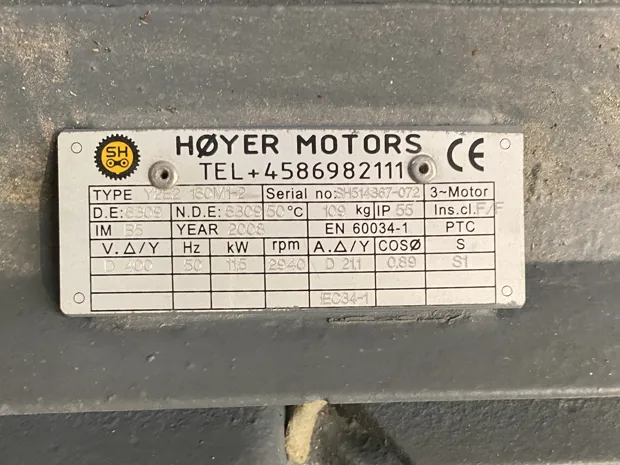 SH
HØYER MOTORS
TEL+4586982111
CE
TYPE Y2E2 160M1-2 Serial no: SH514367-072 3~Motor
D.E: 6309 N.D.E: 6309 50°C 109 kg IP 55 Ins.cl.F/F
IM B5 YEAR 2008 EN 60034-1 PTC
V. Δ/Y Hz kW rpm A. Δ/Y COSØ S
D 400 50 11,5 2940 D 21,1 0,89 S1
IEC34-1